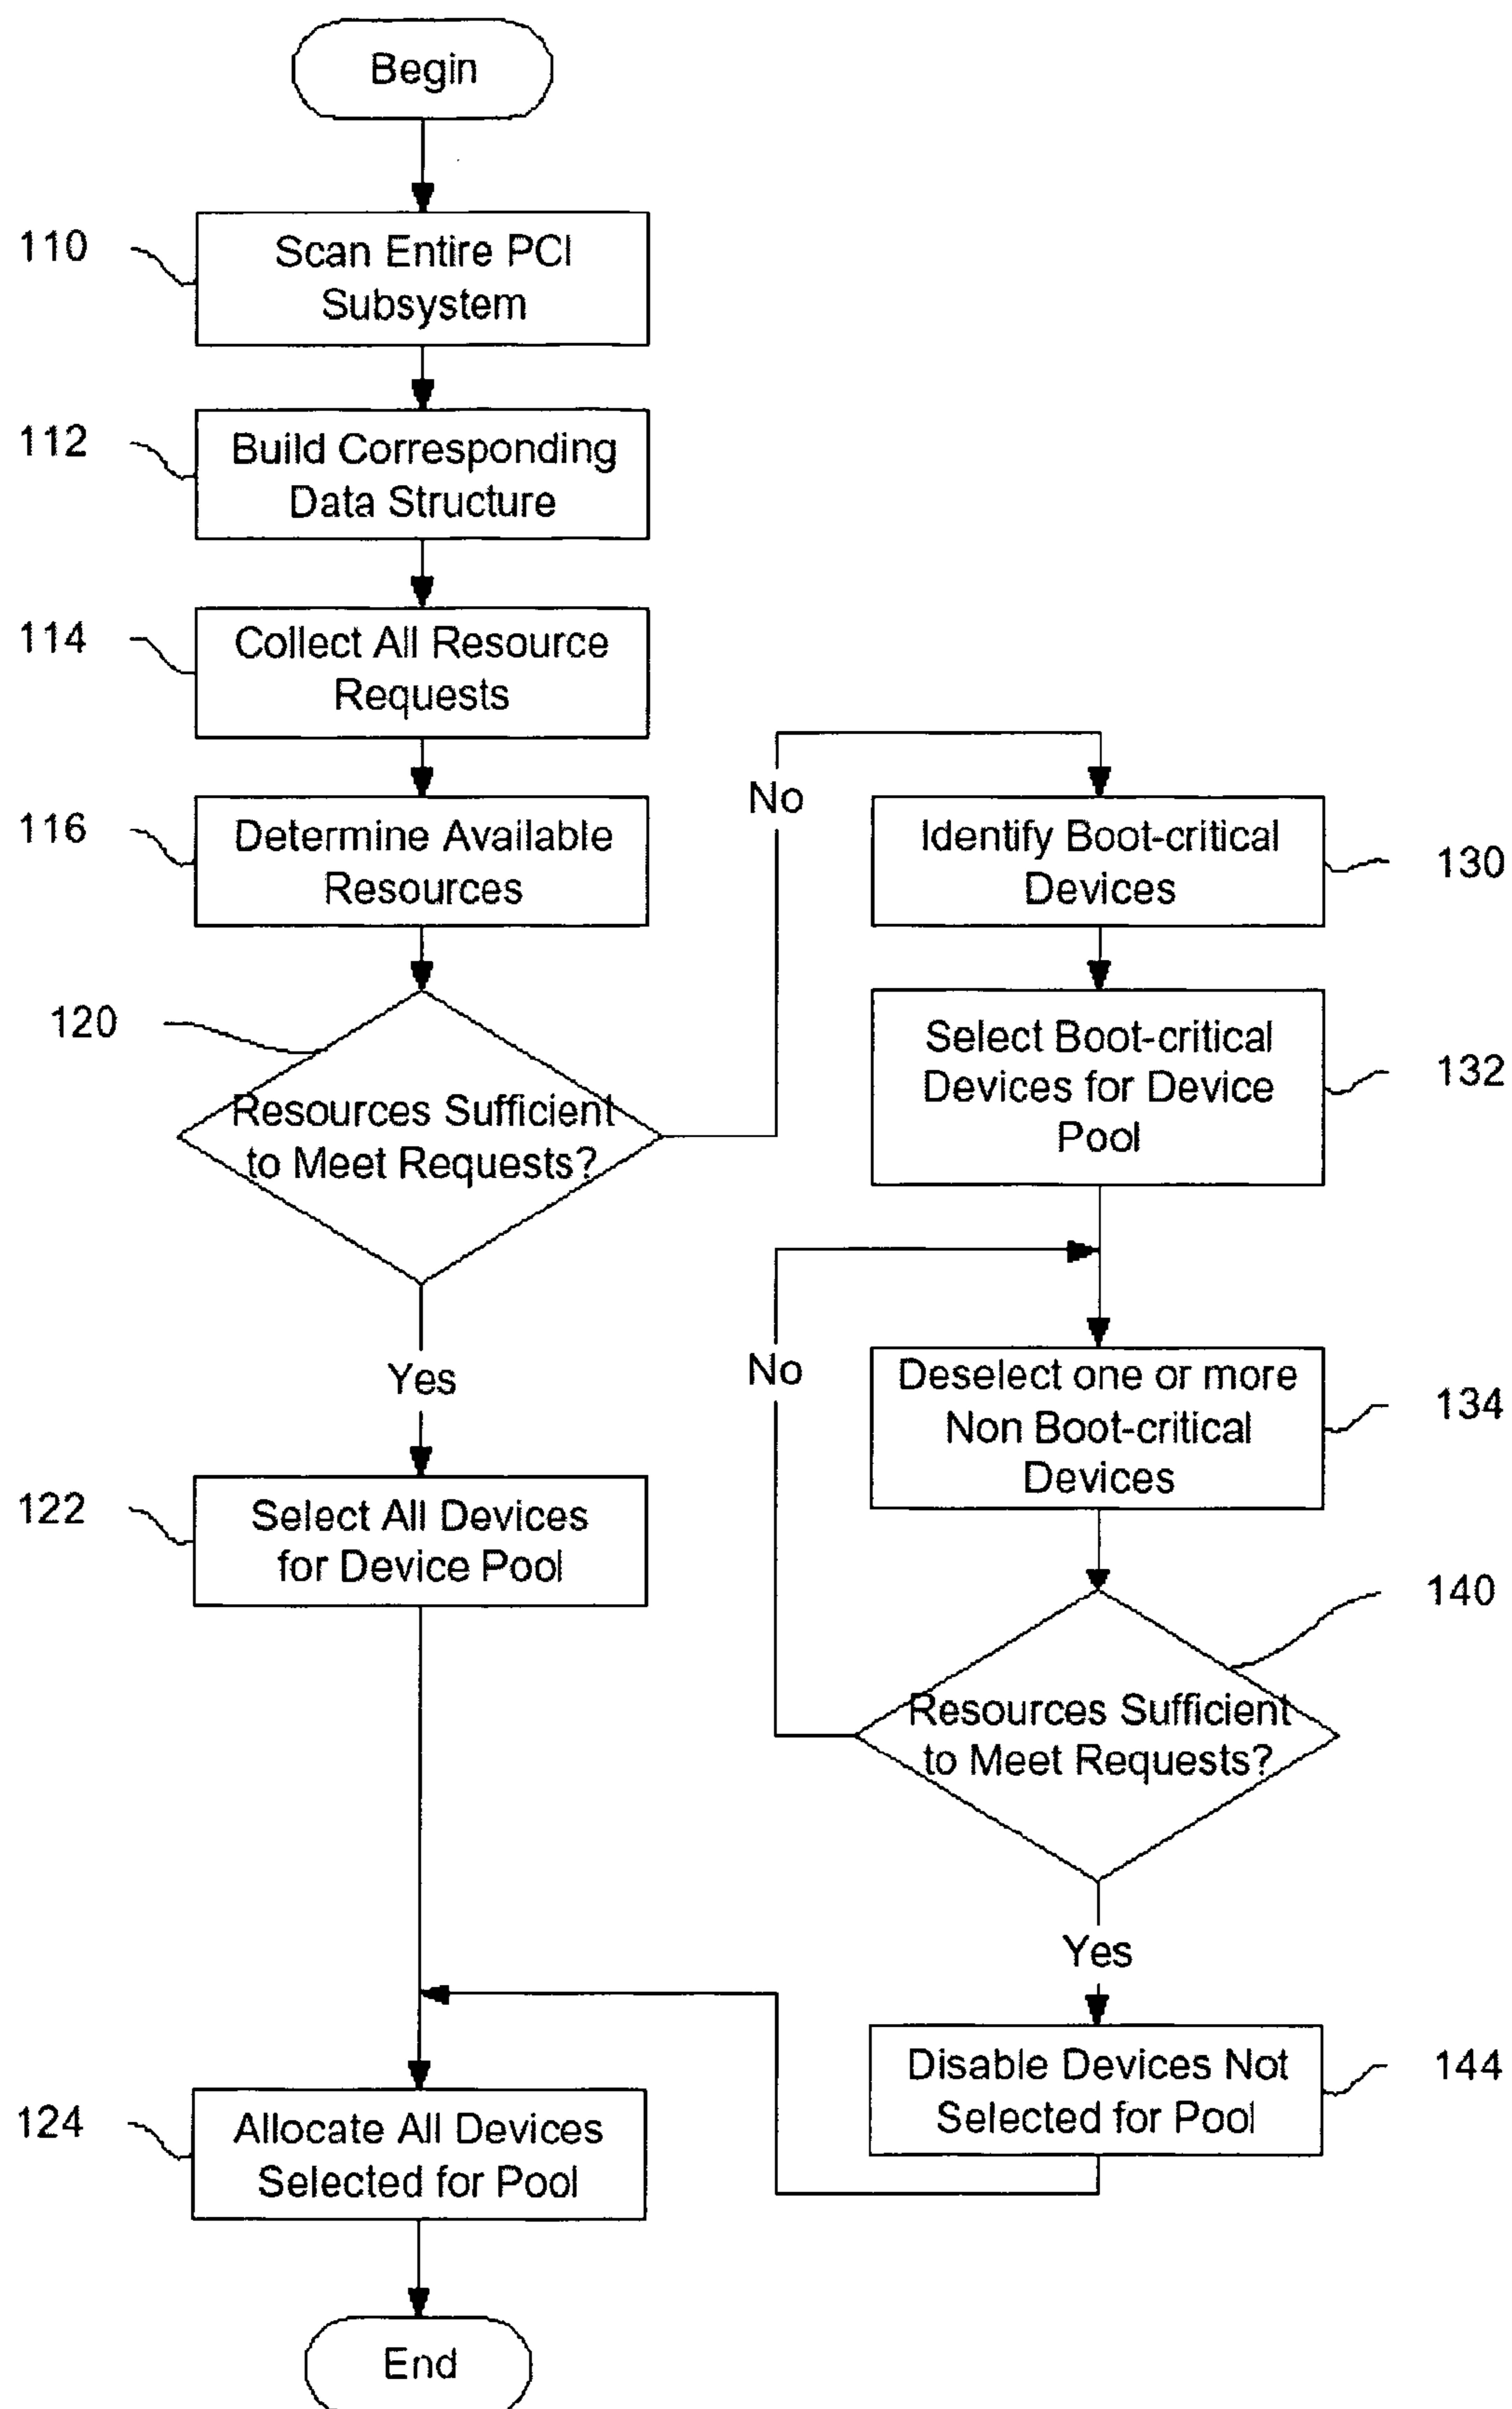 Begin
110
Scan Entire PCI
Subsystem
112
Build Corresponding
Data Structure
114
Collect All Resource
Requests
116
Determine Available
Resources
120
Resources Sufficient
to Meet Requests?
No
Yes
122
Select All Devices
for Device Pool
124
Allocate All Devices
Selected for Pool
End
Identify Boot-critical
Devices
130
Select Boot-critical
Devices for Device
Pool
132
No
Deselect one or more
Non Boot-critical
Devices
134
140
Resources Sufficient
to Meet Requests?
Yes
Disable Devices Not
Selected for Pool
144